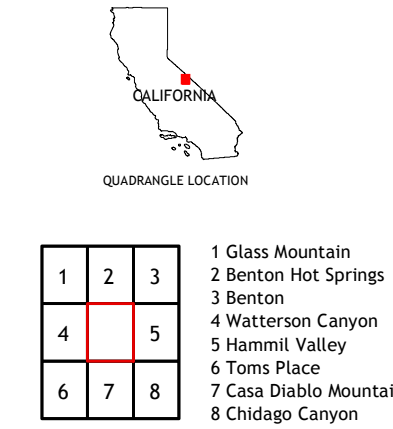 CALIFORNIA
QUADRANGLE LOCATION
1 2 3
4 5
6 7 8
1 Glass Mountain
2 Benton Hot Springs
3 Benton
4 Watterson Canyon
5 Hammil Valley
6 Toms Place
7 Casa Diablo Mountai
8 Chidago Canyon